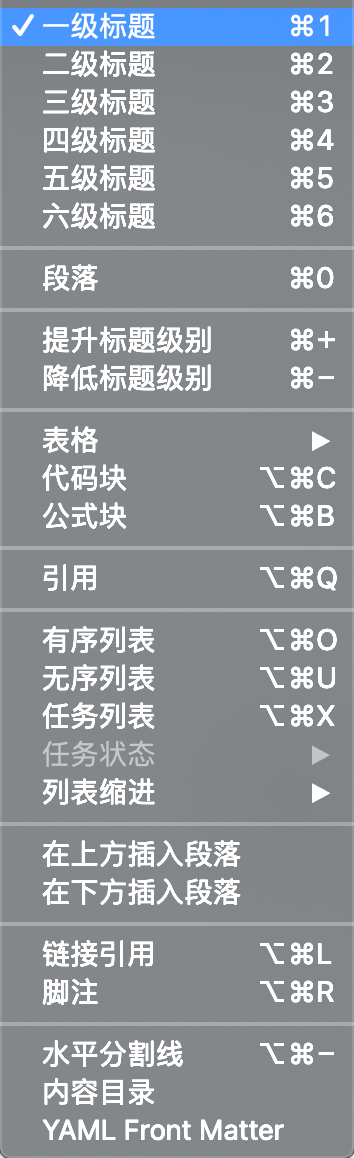 ✓ 一级标题 ⌘1
二级标题 ⌘2
三级标题 ⌘3
四级标题 ⌘4
五级标题 ⌘5
六级标题 ⌘6
段落 ⌘0
提升标题级别 ⌘+
降低标题级别 ⌘−
表格 ▶
代码块 ⌥⌘C
公式块 ⌥⌘B
引用 ⌥⌘Q
有序列表 ⌥⌘O
无序列表 ⌥⌘U
任务列表 ⌥⌘X
任务状态 ▶
列表缩进 ▶
在上方插入段落
在下方插入段落
链接引用 ⌥⌘L
脚注 ⌥⌘R
水平分割线 ⌥⌘−
内容目录
YAML Front Matter